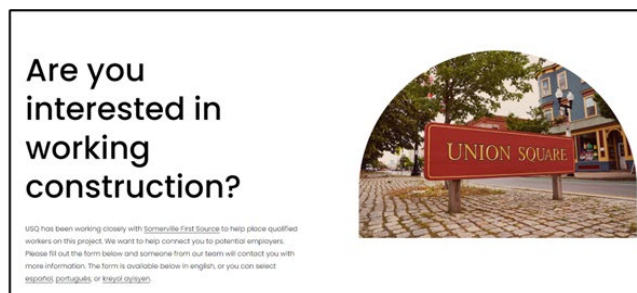 Are you
interested in
working
construction?
UNION SQUARE
USQ has been working closely with Somerville First Source to help place qualified
workers on this project. We want to help connect you to potential employers.
Please fill out the form below and someone from our team will contact you with
more information. The form is available below in english, or you can select
español, português, or kreyol ayisyen.